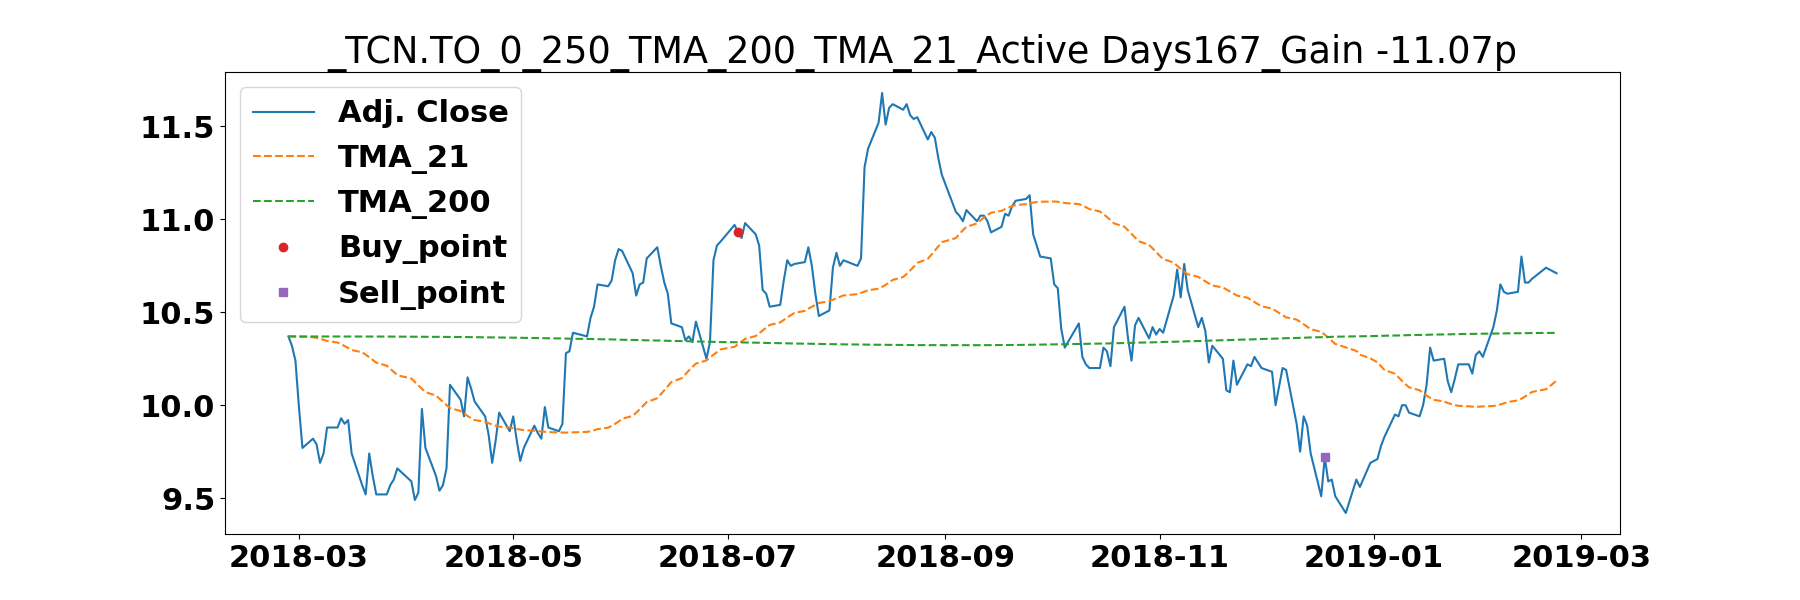 _TCN.TO_0_250_TMA_200_TMA_21_Active Days167_Gain -11.07p
Adj. Close
TMA_21
TMA_200
Buy_point
Sell_point
11.5
11.0
10.5
10.0
9.5
2018-03 2018-05 2018-07 2018-09 2018-11 2019-01 2019-03